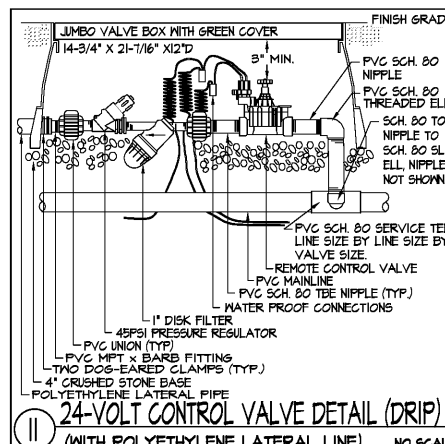 FINISH GRAD
JUMBO VALVE BOX WITH GREEN COVER
14-3/4" X 21-7/16" X12"D
3" MIN.
PVC SCH. 80
NIPPLE
PVC SCH. 80
THREADED ELL
SCH. 80 TO
NIPPLE TO
SCH. 80 SL
ELL, NIPPLE
NOT SHOWN
PVC SCH. 80 SERVICE TEE
LINE SIZE BY LINE SIZE BY
VALVE SIZE.
REMOTE CONTROL VALVE
PVC MAINLINE
PVC SCH. 80 TBE NIPPLE (TYP.)
WATER PROOF CONNECTIONS
1" DISK FILTER
45PSI PRESSURE REGULATOR
PVC UNION (TYP)
PVC MPT x BARB FITTING
TWO DOG-EARED CLAMPS (TYP.)
4" CRUSHED STONE BASE
POLYETHYLENE LATERAL PIPE
11 24-VOLT CONTROL VALVE DETAIL (DRIP)
(WITH POLYETHYLENE LATERAL LINE) NO SCAL